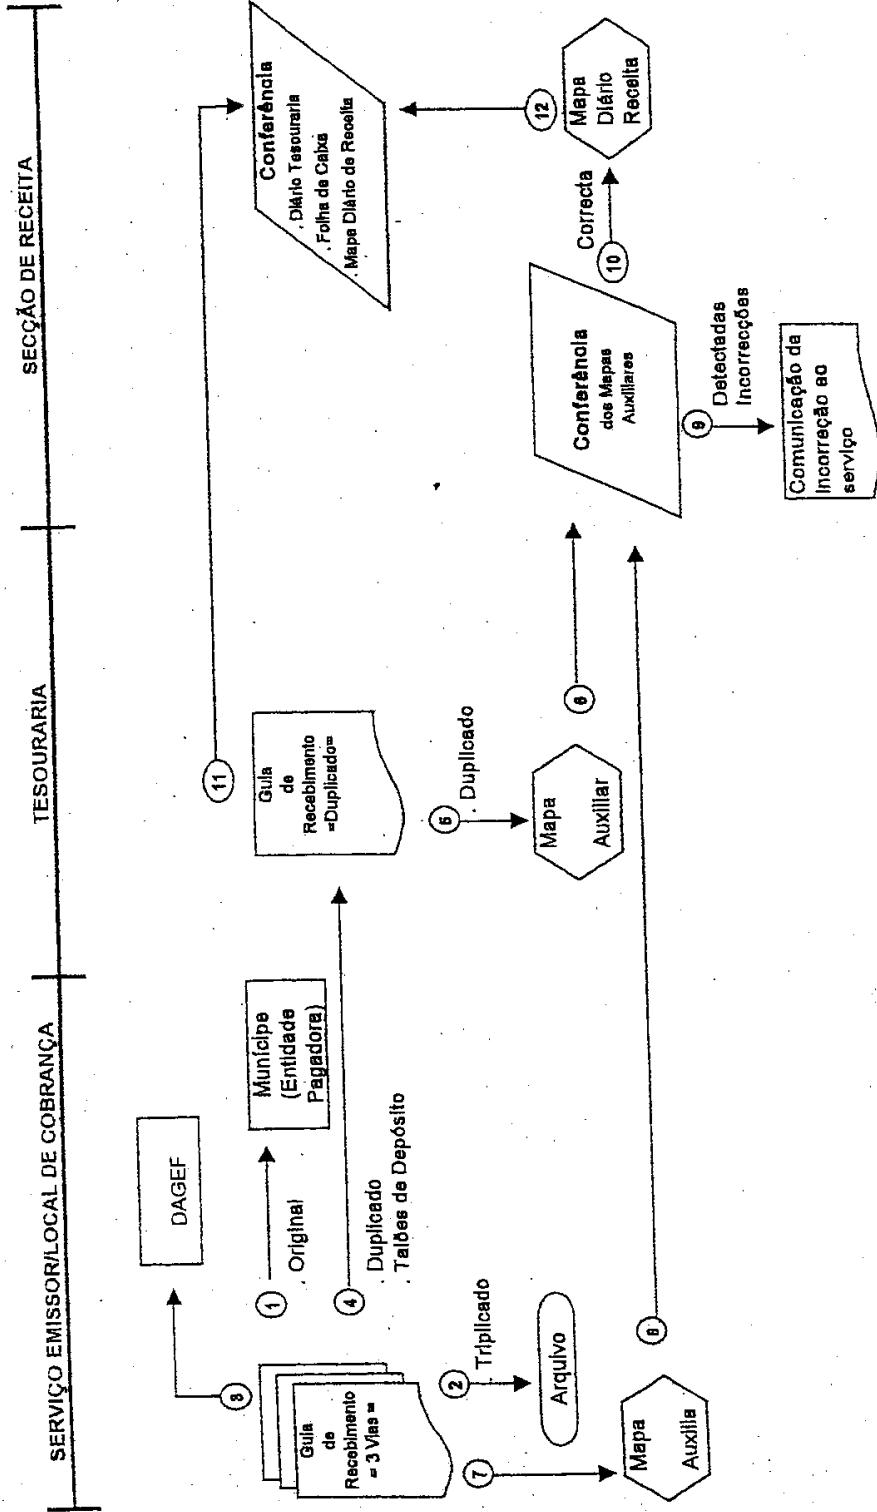 SERVIÇO EMISSOR/LOCAL DE COBRANÇA
TESOURARIA
SECÇÃO DE RECEITA
DAGEF
3
Guia
de
Recebimento
= 3 Vias =
1
. Original
Munícipe
(Entidade
Pagadora)
4
. Duplicado
. Talões de Depósito
2
. Triplicado
Arquivo
7
Mapa
Auxilia
8
11
Guia
de
Recebimento
=Duplicado=
5
. Duplicado
Mapa
Auxiliar
6
Conferência
. Diário Tesouraria
. Folha de Caixa
. Mapa Diário de Receita
12
Mapa
Diário
Receita
Correcta
10
Conferência
dos Mapas
Auxiliares
9
Detectadas
Incorrecções
Comunicação da
Incorreção ao
serviço